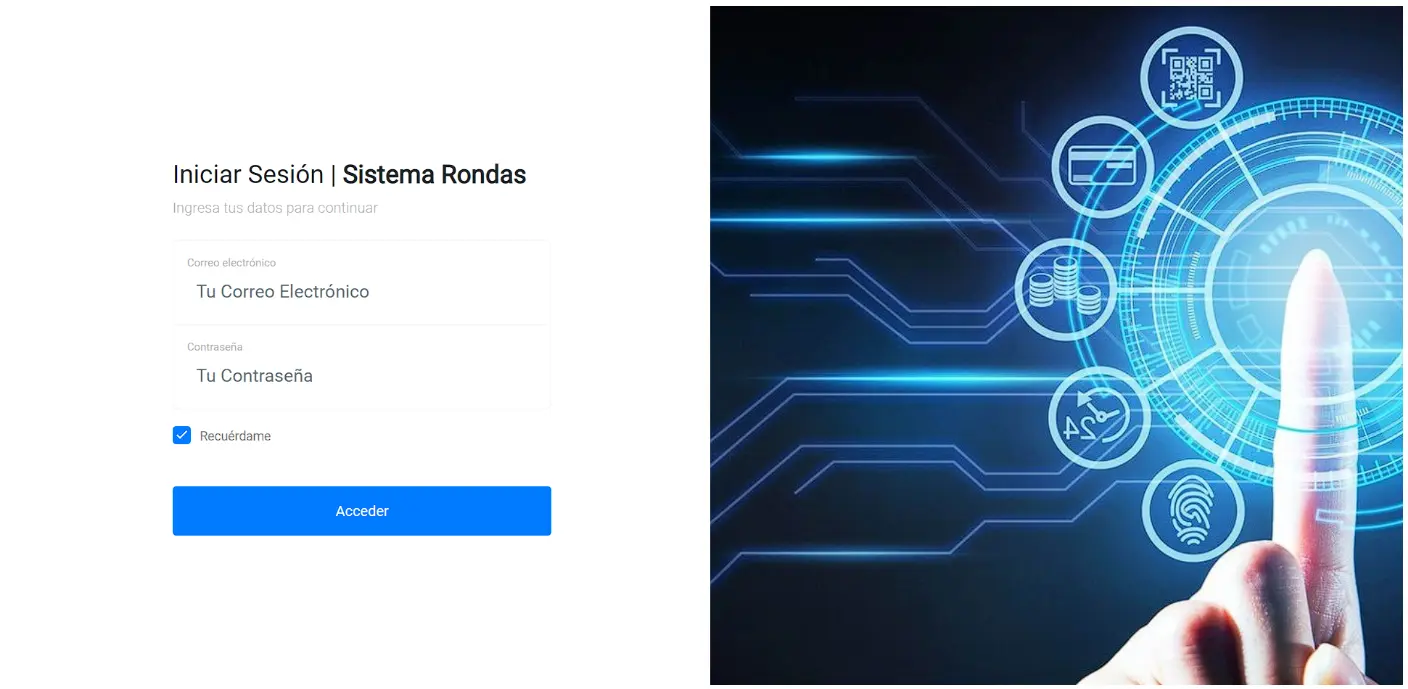 Iniciar Sesión | Sistema Rondas
Ingresa tus datos para continuar
Correo electrónico
Tu Correo Electrónico
Contraseña
Tu Contraseña
Recuérdame
Acceder
24